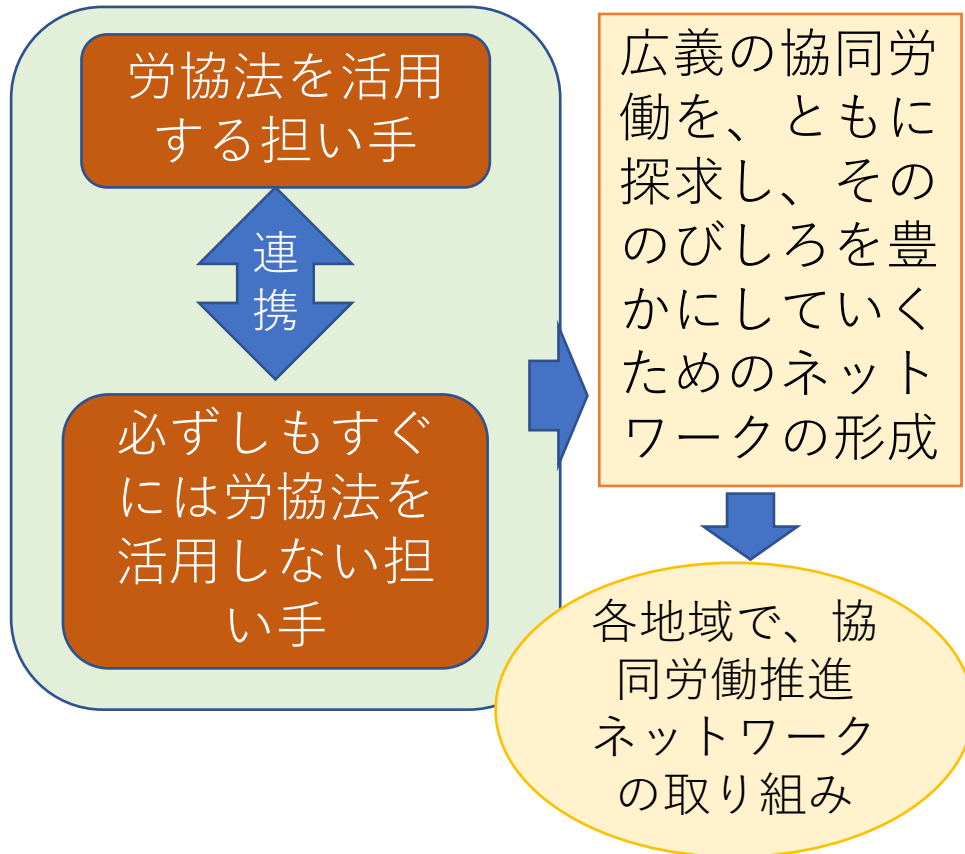 労協法を活用
する担い手
連
携
必ずしもすぐ
には労協法を
活用しない担
い手
広義の協同労
働を、ともに
探求し、その
のびしろを豊
かにしていく
ためのネット
ワークの形成
各地域で、協
同労働推進
ネットワーク
の取り組み